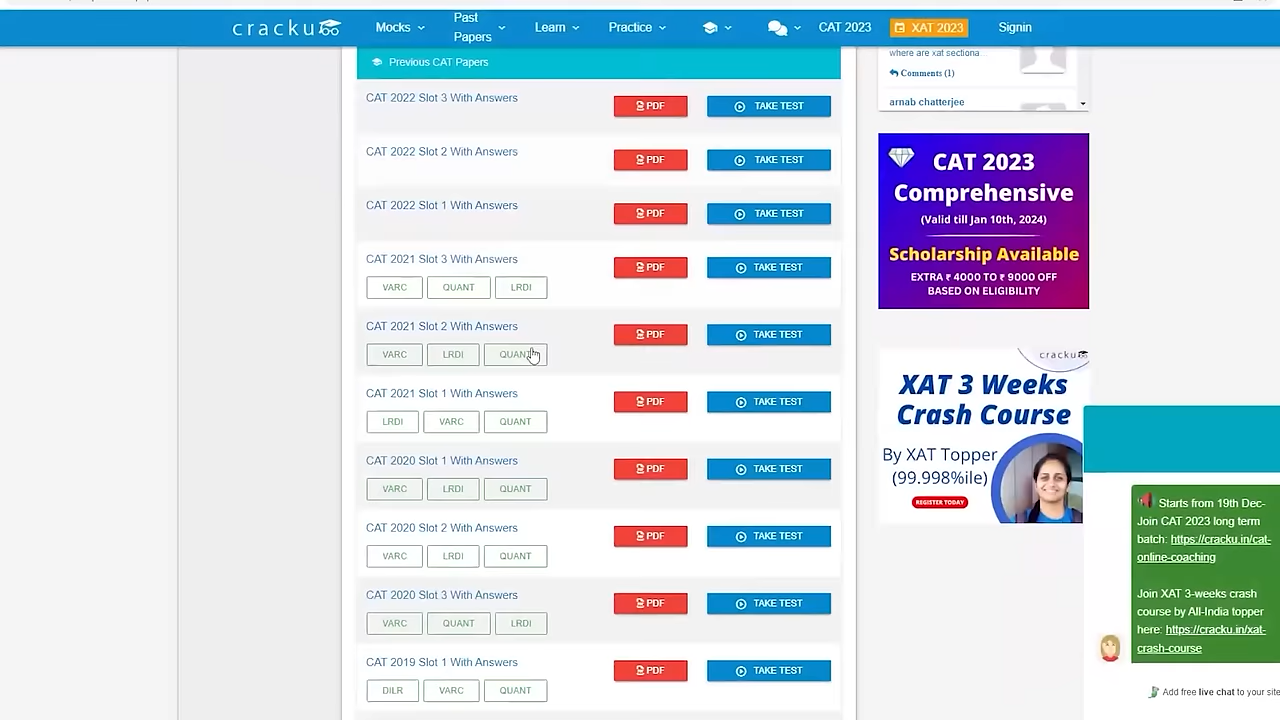 cracku
Mocks
Past
Papers
Learn
Practice
CAT 2023
XAT 2023
Signin
Previous CAT Papers
CAT 2022 Slot 3 With Answers
PDF
TAKE TEST
CAT 2022 Slot 2 With Answers
PDF
TAKE TEST
CAT 2022 Slot 1 With Answers
PDF
TAKE TEST
CAT 2021 Slot 3 With Answers
PDF
TAKE TEST
VARC
QUANT
LRDI
CAT 2021 Slot 2 With Answers
PDF
TAKE TEST
VARC
LRDI
QUANT
CAT 2021 Slot 1 With Answers
PDF
TAKE TEST
LRDI
VARC
QUANT
CAT 2020 Slot 1 With Answers
PDF
TAKE TEST
VARC
LRDI
QUANT
CAT 2020 Slot 2 With Answers
PDF
TAKE TEST
VARC
LRDI
QUANT
CAT 2020 Slot 3 With Answers
PDF
TAKE TEST
VARC
QUANT
LRDI
CAT 2019 Slot 1 With Answers
PDF
TAKE TEST
DILR
VARC
QUANT
where are xat sectiona
Comments (1)
arnab chatterjee
CAT 2023
Comprehensive
(Valid till Jan 10th, 2024)
Scholarship Available
EXTRA ₹ 4000 TO ₹ 9000 OFF
BASED ON ELIGIBILITY
cracku
XAT 3 Weeks
Crash Course
By XAT Topper
(99.998%ile)
REGISTER TODAY
Starts from 19th Dec-
Join CAT 2023 long term
batch: https://cracku.in/cat-
online-coaching
Join XAT 3-weeks crash
course by All-India topper
here: https://cracku.in/xat-
crash-course
Add free live chat to your site